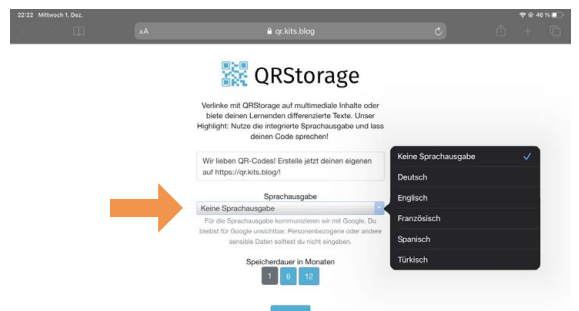 22:22 Mittwoch 1. Dez.
46 %
AA
qr.kits.blog
QRStorage
Verlinke mit QRStorage auf multimediale Inhalte oder
biete deinen Lernenden differenzierte Texte. Unser
Highlight: Nutze die integrierte Sprachausgabe und lass
deinen Code sprechen!
Wir lieben QR-Codes! Erstelle jetzt deinen eigenen
auf https://qr.kits.blog/!
Sprachausgabe
Keine Sprachausgabe
Für die Sprachausgabe kommunizieren wir mit Google. Du
bleibst für Google unsichtbar. Personenbezogene oder andere
sensible Daten solltest du nicht eingeben.
Speicherdauer in Monaten
1 6 12
Keine Sprachausgabe
Deutsch
Englisch
Französisch
Spanisch
Türkisch